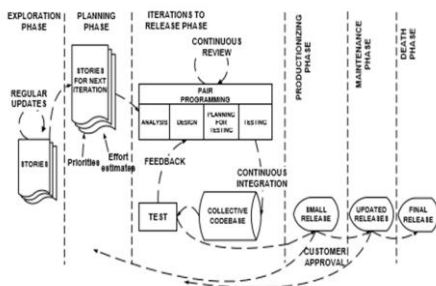 EXPLORATION
PHASE
PLANNING
PHASE
ITERATIONS TO
RELEASE PHASE
PRODUCTIONIZING
PHASE
MAINTENANCE
PHASE
DEATH
PHASE
CONTINUOUS
REVIEW
REGULAR
UPDATES
STORIES
FOR NEXT
ITERATION
PAIR
PROGRAMMING
ANALYSIS
DESIGN
PLANNING
FOR
TESTING
TESTING
STORIES
Priorities
Effort
estimates
FEEDBACK
CONTINUOUS
INTEGRATION
TEST
COLLECTIVE
CODEBASE
SMALL
RELEASE
UPDATED
RELEASES
FINAL
RELEASE
CUSTOMER
APPROVAL